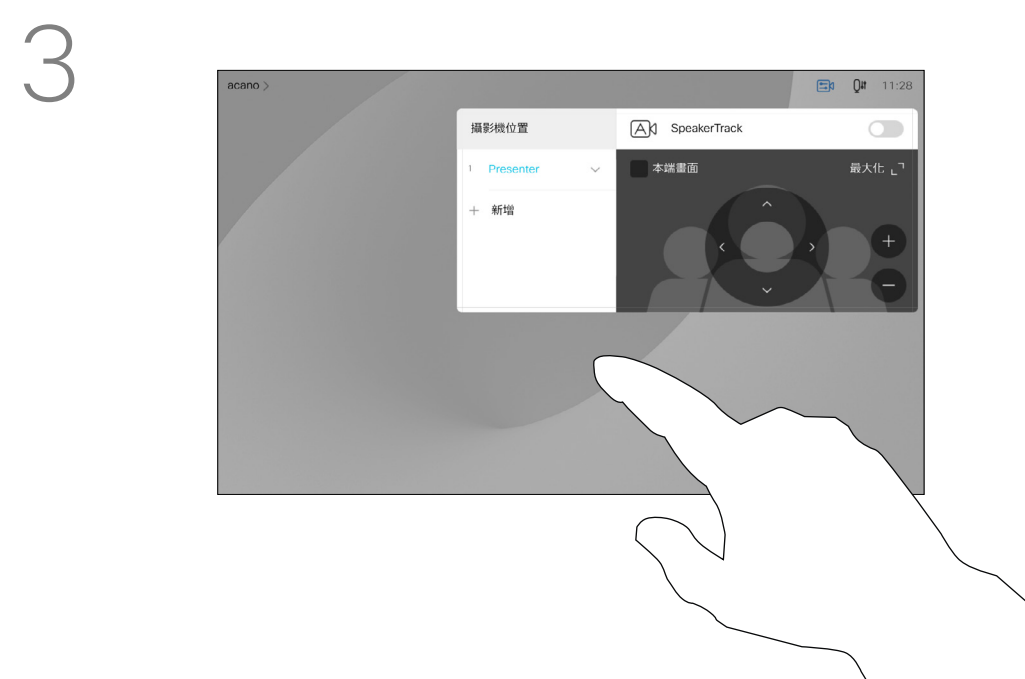 3
acano >
11:28
攝影機位置
SpeakerTrack
1 Presenter
本端畫面
最大化
+ 新增